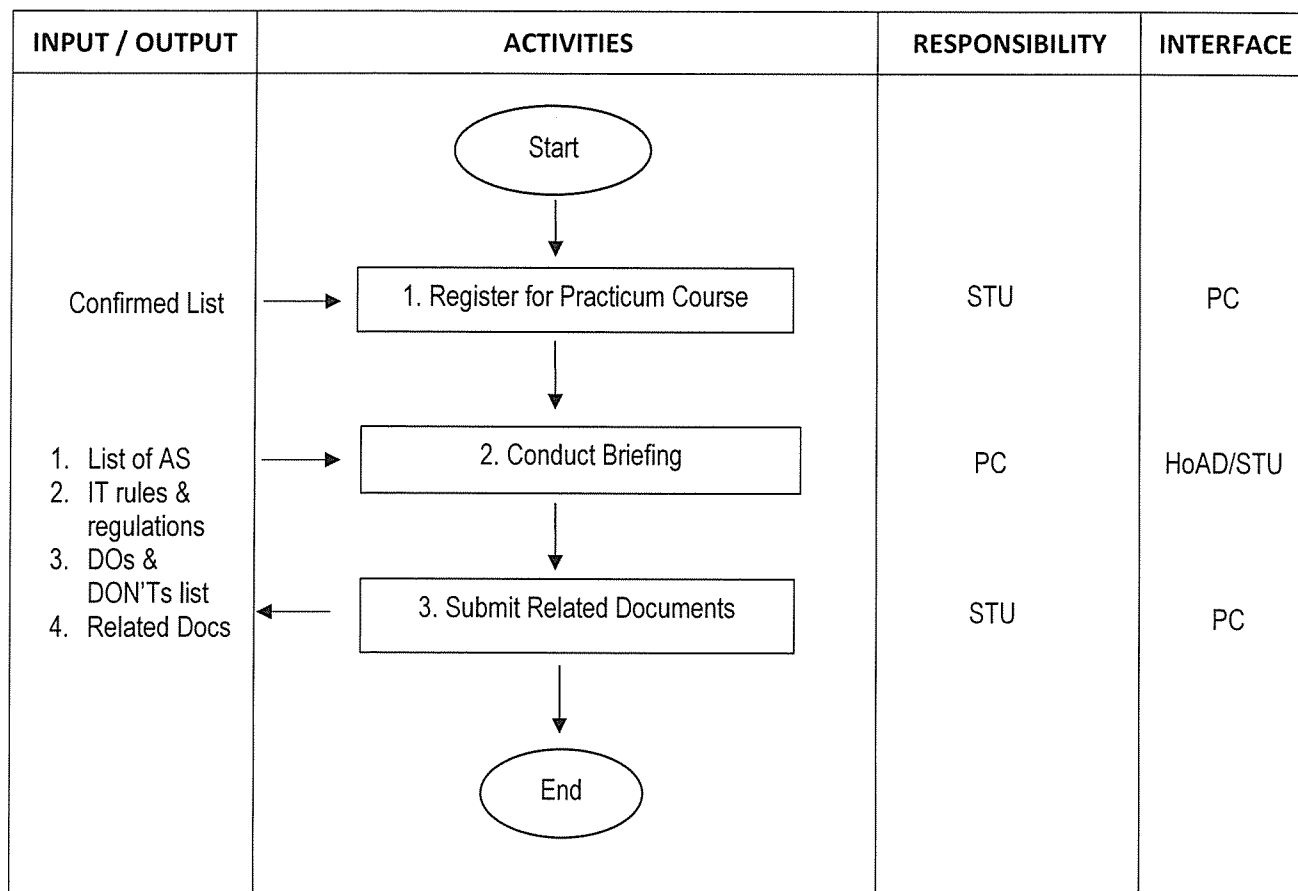 INPUT / OUTPUT ACTIVITIES RESPONSIBILITY INTERFACE
Start
Confirmed List 1. Register for Practicum Course STU PC
1. List of AS 2. Conduct Briefing PC HoAD/STU
2. IT rules &
regulations
3. DOs &
DON'Ts list
3. Submit Related Documents STU PC
4. Related Docs
End